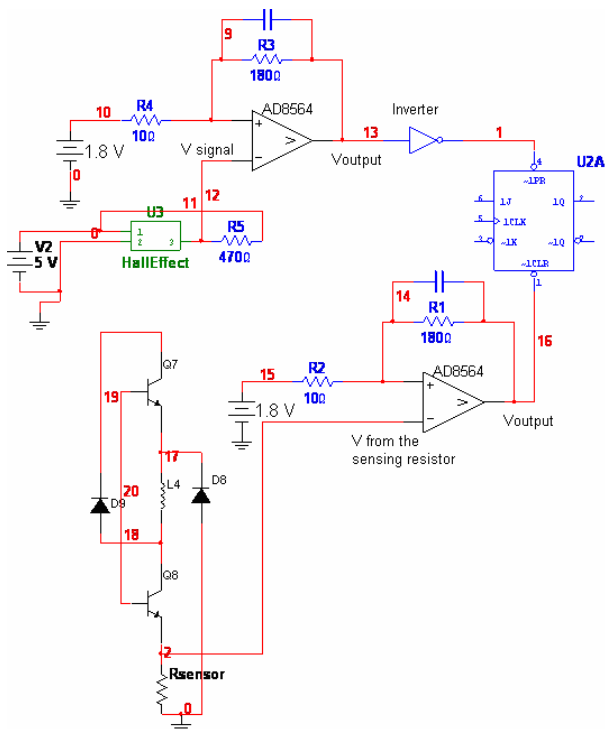 9
R3
180Ω
AD8564
10
R4
10Ω
+
−
>
V signal
13
Voutput
Inverter
1
1.8 V
0
4
U2A
~1PR
6
1J
1Q
7
5
1CLK
3
~1K
~1Q
2
~1CLR
1
11
12
0
U3
1
2
3
HallEffect
R5
470Ω
V2
5 V
14
R1
180Ω
16
AD8564
15
R2
10Ω
+
−
>
1.8 V
Voutput
V from the
sensing resistor
Q7
19
17
L4
D8
20
D9
18
Q8
2
Rsensor
0